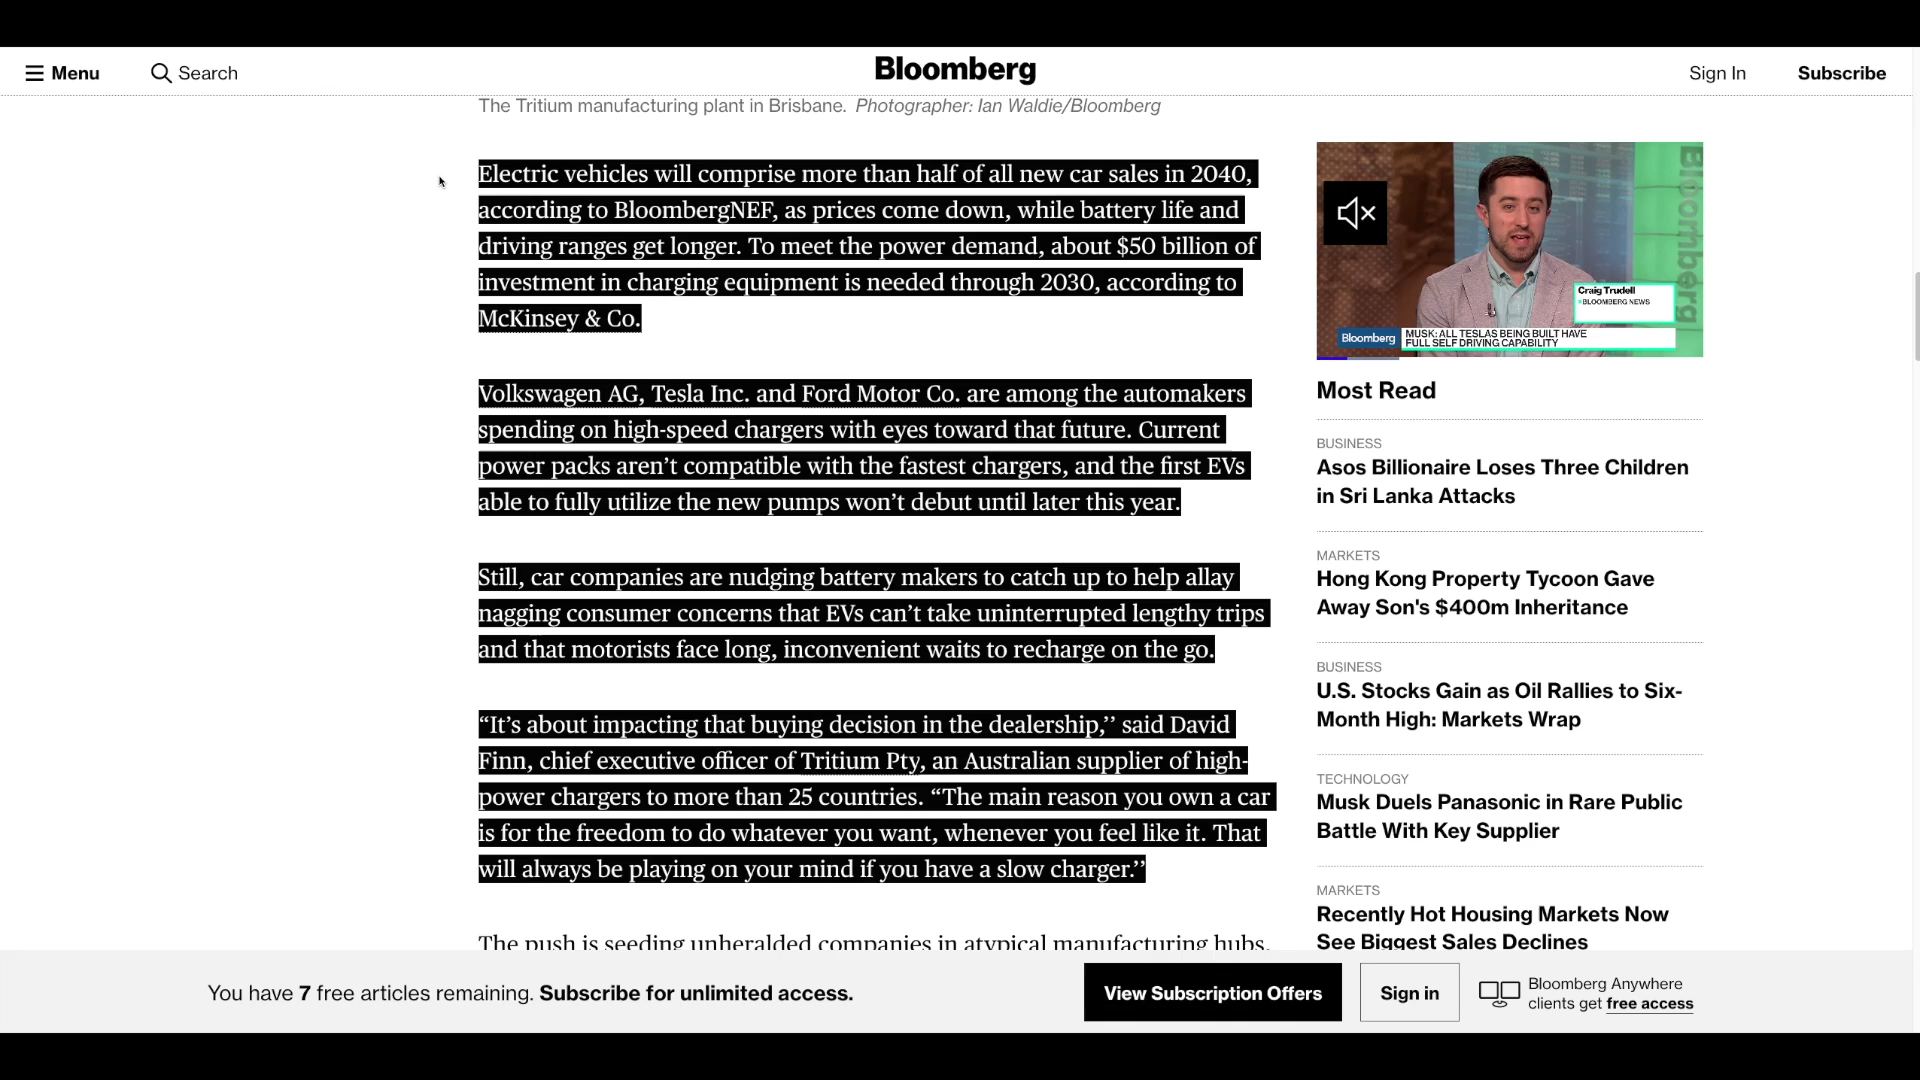 Menu
Search
Bloomberg
Sign In
Subscribe
The Tritium manufacturing plant in Brisbane. Photographer: Ian Waldie/Bloomberg
Electric vehicles will comprise more than half of all new car sales in 2040,
according to BloombergNEF, as prices come down, while battery life and
driving ranges get longer. To meet the power demand, about $50 billion of
investment in charging equipment is needed through 2030, according to
McKinsey & Co.
Volkswagen AG, Tesla Inc. and Ford Motor Co. are among the automakers
spending on high-speed chargers with eyes toward that future. Current
power packs aren’t compatible with the fastest chargers, and the first EVs
able to fully utilize the new pumps won’t debut until later this year.
Still, car companies are nudging battery makers to catch up to help allay
nagging consumer concerns that EVs can’t take uninterrupted lengthy trips
and that motorists face long, inconvenient waits to recharge on the go.
“It’s about impacting that buying decision in the dealership,’’ said David
Finn, chief executive officer of Tritium Pty, an Australian supplier of high-
power chargers to more than 25 countries. “The main reason you own a car
is for the freedom to do whatever you want, whenever you feel like it. That
will always be playing on your mind if you have a slow charger.’’
The push is seeding unheralded companies in atypical manufacturing hubs.
Bloomberg
Craig Trudell
BLOOMBERG NEWS
Bloomberg
MUSK: ALL TESLAS BEING BUILT HAVE
FULL SELF DRIVING CAPABILITY
Most Read
BUSINESS
Asos Billionaire Loses Three Children
in Sri Lanka Attacks
MARKETS
Hong Kong Property Tycoon Gave
Away Son's $400m Inheritance
BUSINESS
U.S. Stocks Gain as Oil Rallies to Six-
Month High: Markets Wrap
TECHNOLOGY
Musk Duels Panasonic in Rare Public
Battle With Key Supplier
MARKETS
Recently Hot Housing Markets Now
See Biggest Sales Declines
You have 7 free articles remaining. Subscribe for unlimited access.
View Subscription Offers
Sign in
Bloomberg Anywhere
clients get free access